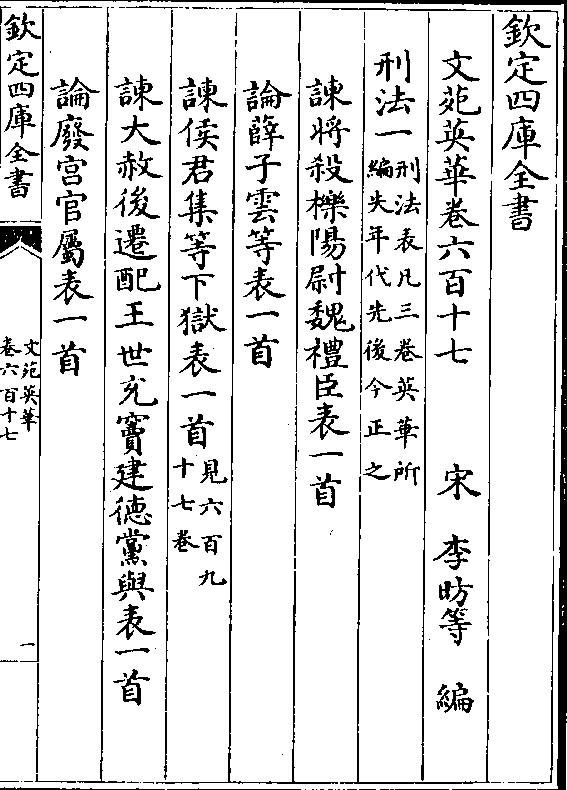 欽定四庫全書
文苑英華卷六百十七 宋 李昉等 編
刑法一 刑法表凡三卷英華所
編失年代先後今正之
諫將殺櫟陽尉魏禮臣表一首
論薛子雲等表一首
諫侯君集等下獄表一首 見六百九
十七卷
諫大赦後遷配王世充竇建德黨與表一首
論廢宫官屬表一首
欽定四庫全書
文苑英華
卷六百十七
一